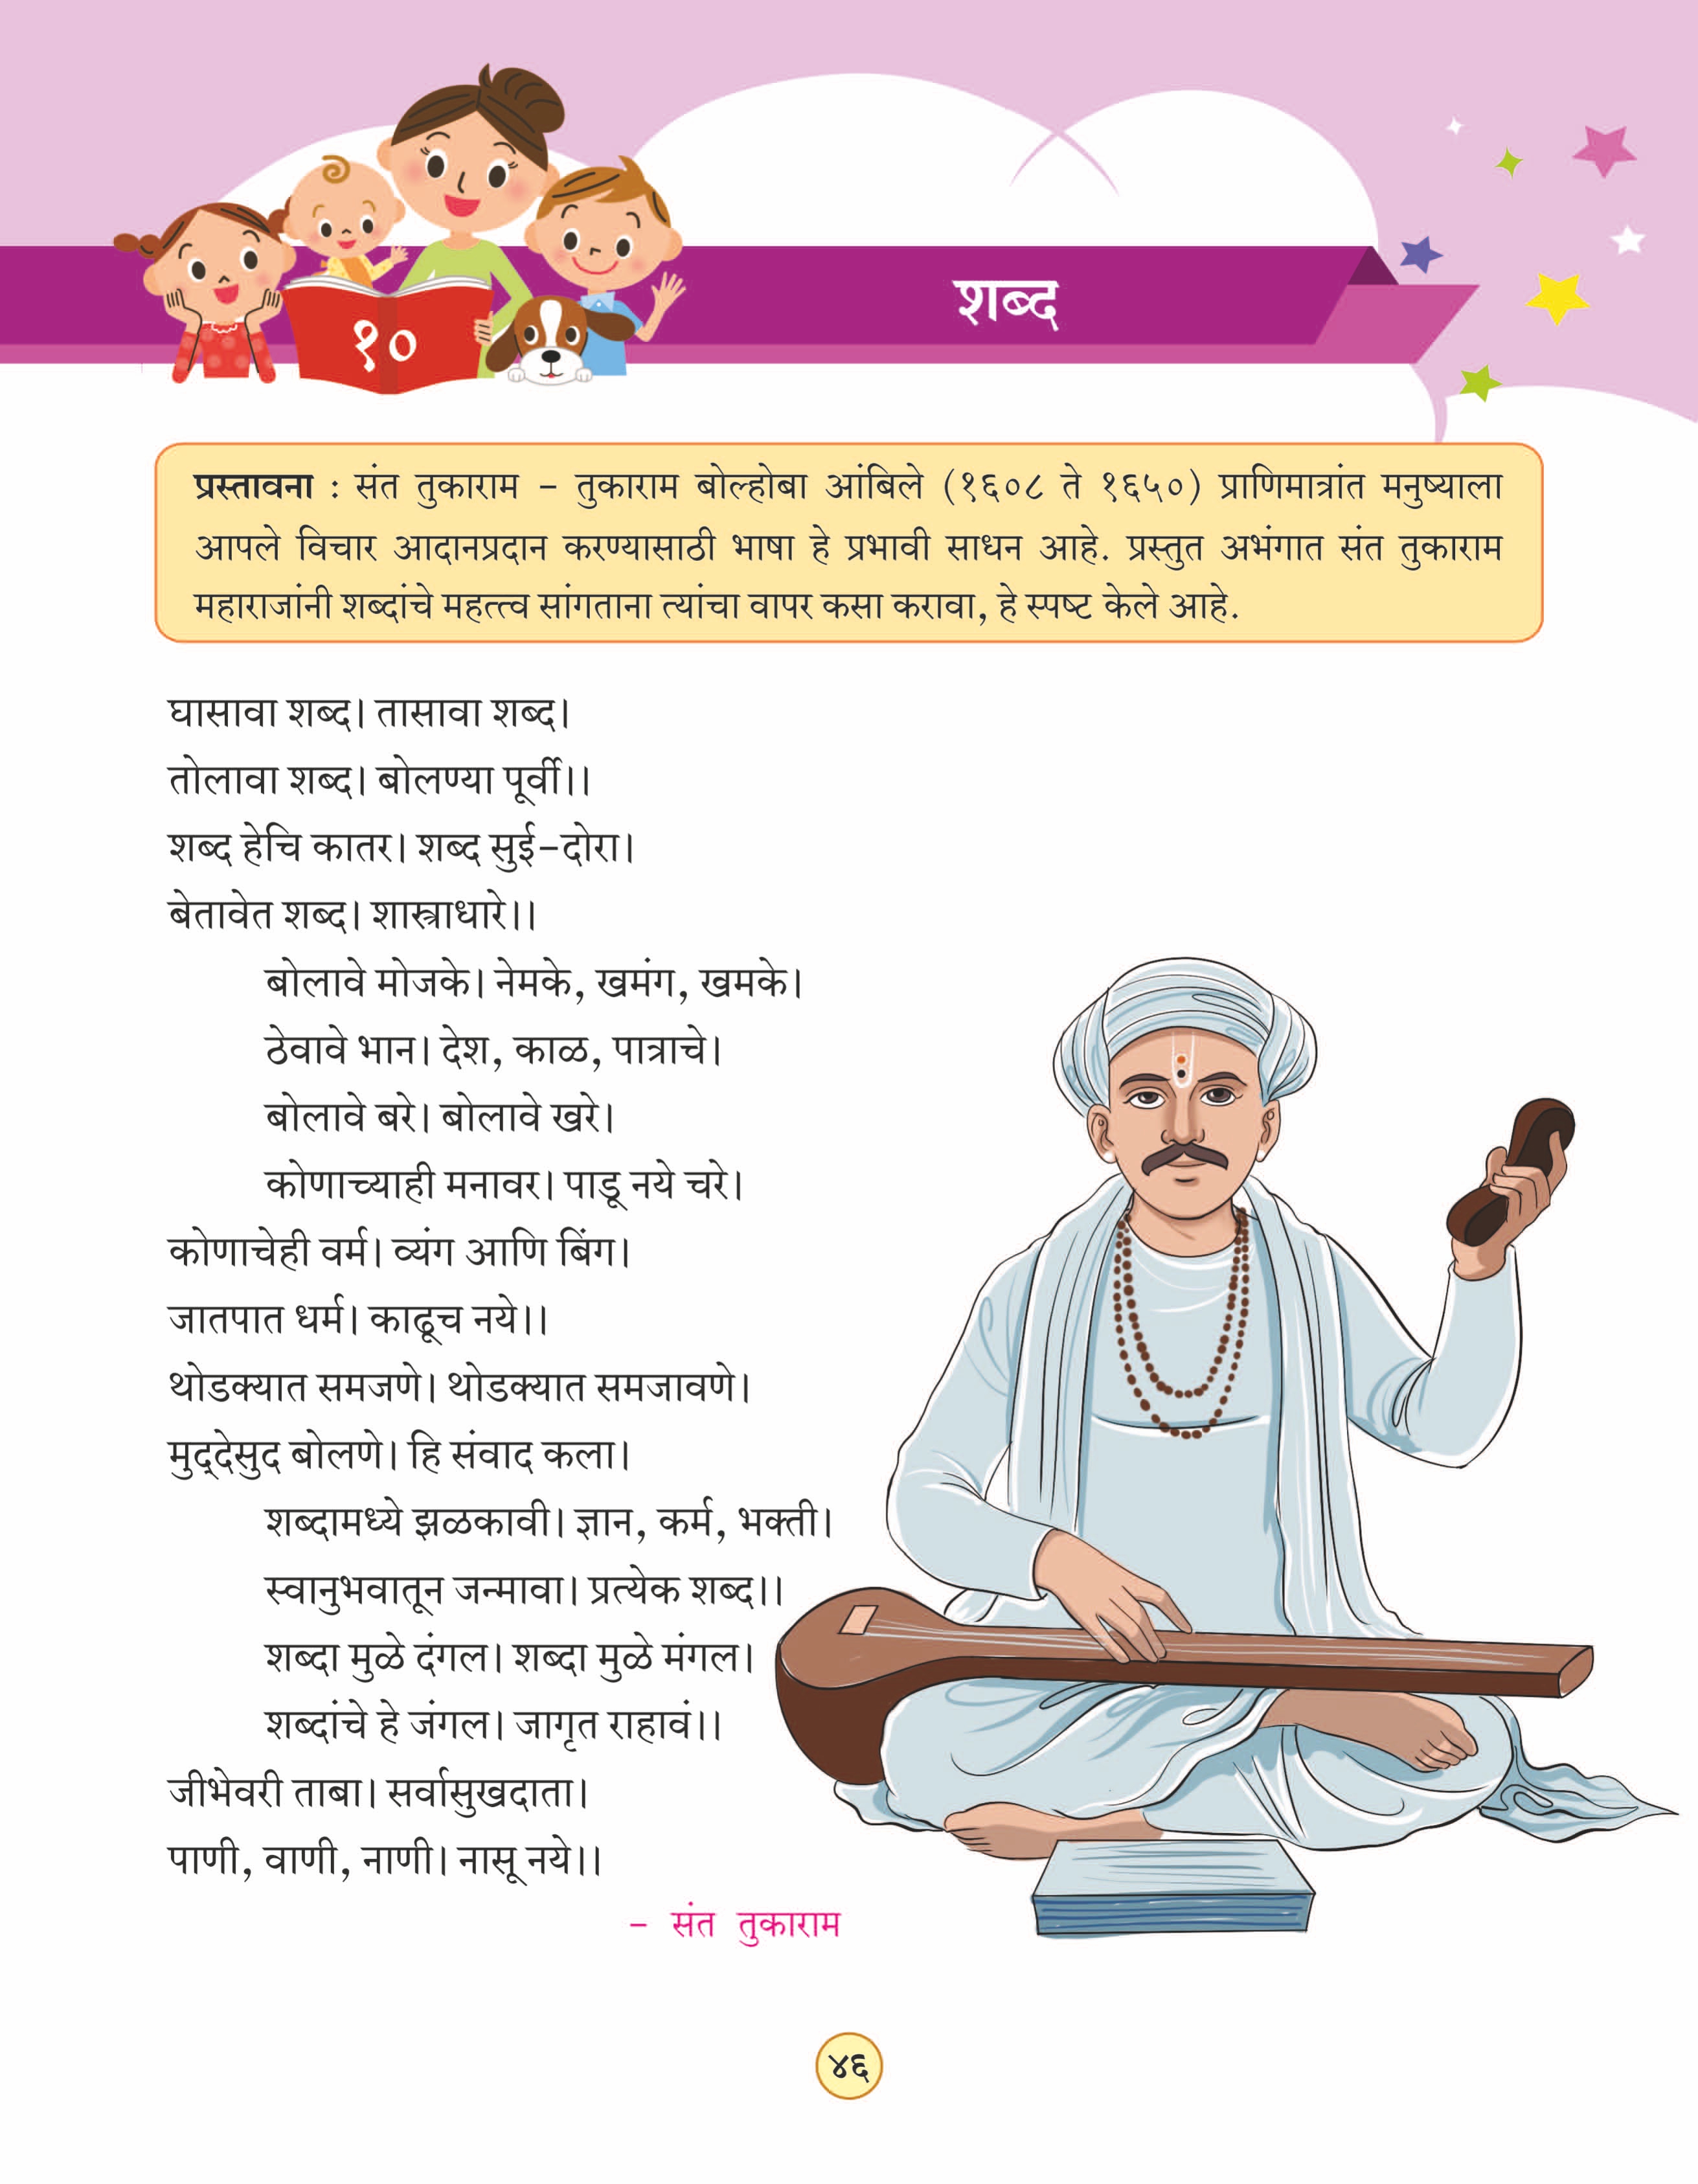 १०
शब्द
प्रस्तावना : संत तुकाराम – तुकाराम बोल्होबा आंबिले (१६०८ ते १६५०) प्राणिमात्रांत मनुष्याला
आपले विचार आदानप्रदान करण्यासाठी भाषा हे प्रभावी साधन आहे. प्रस्तुत अभंगात संत तुकाराम
महाराजांनी शब्दांचे महत्त्व सांगताना त्यांचा वापर कसा करावा, हे स्पष्ट केले आहे.
घासावा शब्द। तासावा शब्द।
तोलावा शब्द। बोलण्या पूर्वी।।
शब्द हेचि कातर। शब्द सुई–दोरा।
बेतावेत शब्द। शास्त्राधारे।।
बोलावे मोजके। नेमके, खमंग, खमके।
ठेवावे भान। देश, काळ, पात्राचे।
बोलावे बरे। बोलावे खरे।
कोणाच्याही मनावर। पाडू नये चरे।
कोणाचेही वर्म। व्यंग आणि बिंग।
जातपात धर्म। काढूच नये।।
थोडक्यात समजणे। थोडक्यात समजावणे।
मुद्‌देसुद बोलणे। हि संवाद कला।
शब्दामध्ये झळकावी। ज्ञान, कर्म, भक्ती।
स्वानुभवातून जन्मावा। प्रत्येक शब्द।।
शब्दा मुळे दंगल। शब्दा मुळे मंगल।
शब्दांचे हे जंगल। जागृत राहावं।।
जीभेवरी ताबा। सर्वासुखदाता।
पाणी, वाणी, नाणी। नासू नये।।
– संत तुकाराम
४६